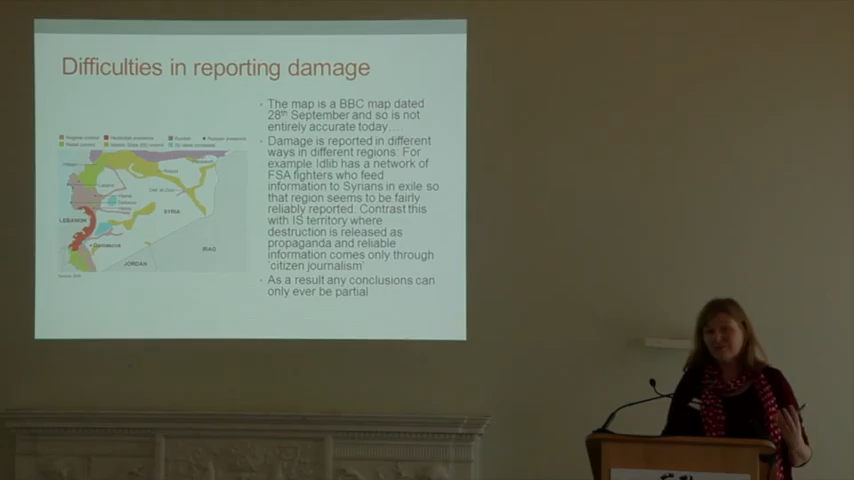 Difficulties in reporting damage
The map is a BBC map dated
28th September and so is not
entirely accurate today….
Damage is reported in different
ways in different regions: For
example Idlib has a network of
FSA fighters who feed
information to Syrians in exile so
that region seems to be fairly
reliably reported. Contrast this
with IS territory where
destruction is released as
propaganda and reliable
information comes only through
'citizen journalism'
As a result any conclusions can
only ever be partial
SYRIA
LEBANON
Damascus
IRAQ
JORDAN